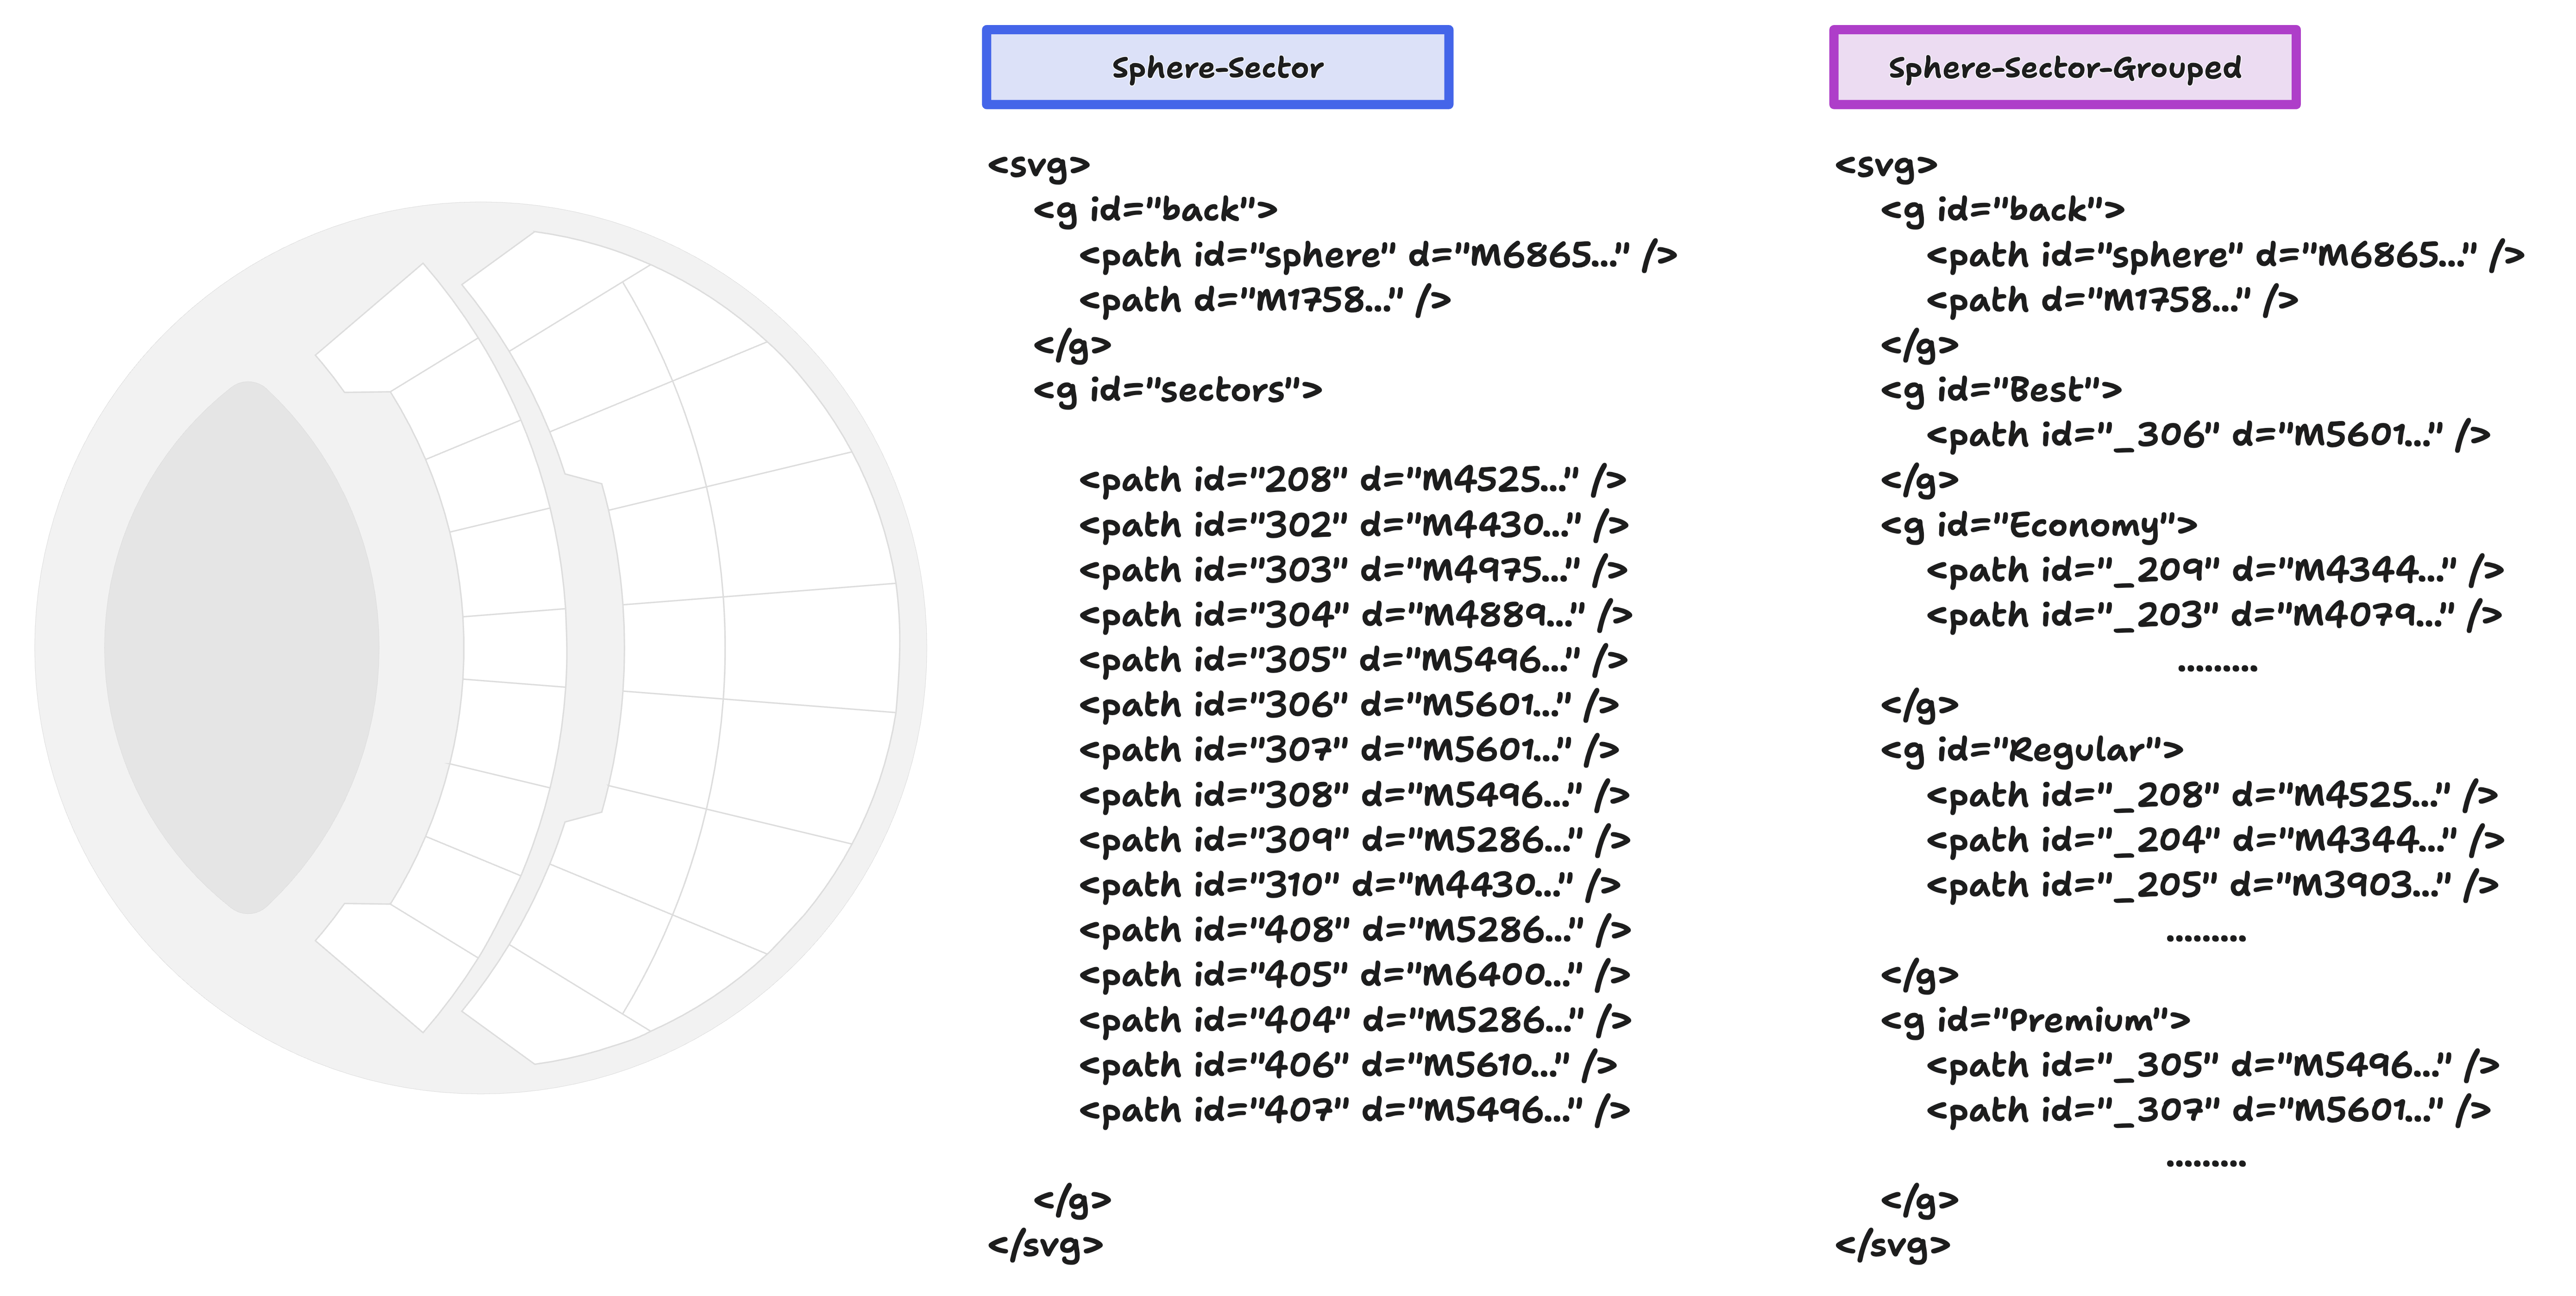 Sphere-Sector
<svg>
<g id="back">
<path id="sphere" d="M6865..." />
<path d="M1758..." />
</g>
<g id="sectors">
<path id="208" d="M4525..." />
<path id="302" d="M4430..." />
<path id="303" d="M4975..." />
<path id="304" d="M4889..." />
<path id="305" d="M5496..." />
<path id="306" d="M5601..." />
<path id="307" d="M5601..." />
<path id="308" d="M5496..." />
<path id="309" d="M5286..." />
<path id="310" d="M4430..." />
<path id="408" d="M5286..." />
<path id="405" d="M6400..." />
<path id="404" d="M5286..." />
<path id="406" d="M5610..." />
<path id="407" d="M5496..." />
</g>
</svg>
Sphere-Sector-Grouped
<svg>
<g id="back">
<path id="sphere" d="M6865..." />
<path d="M1758..." />
</g>
<g id="Best">
<path id="_306" d="M5601..." />
</g>
<g id="Economy">
<path id="_209" d="M4344..." />
<path id="_203" d="M4079..." />
.........
</g>
<g id="Regular">
<path id="_208" d="M4525..." />
<path id="_204" d="M4344..." />
<path id="_205" d="M3903..." />
.........
</g>
<g id="Premium">
<path id="_305" d="M5496..." />
<path id="_307" d="M5601..." />
.........
</g>
</svg>